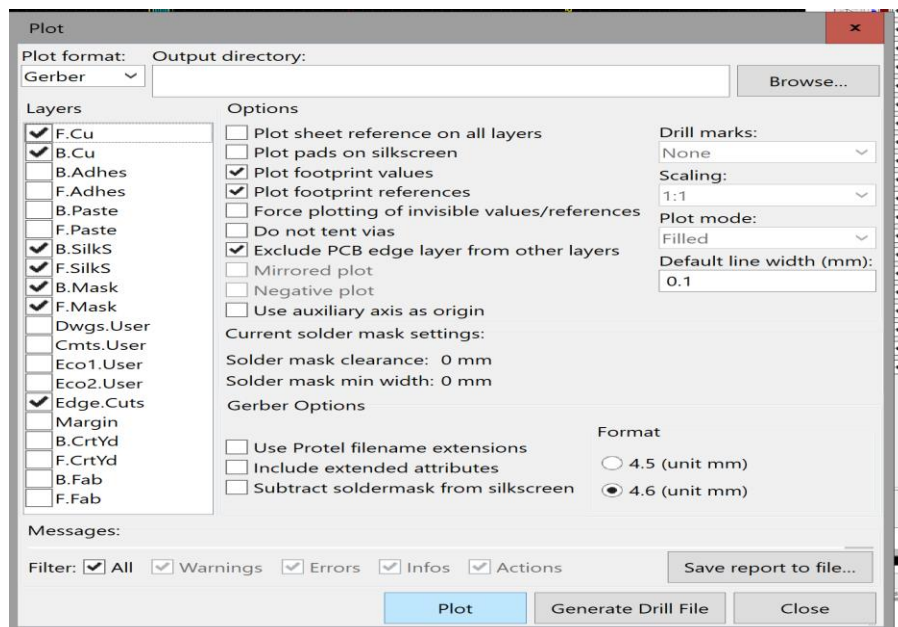 Plot
Plot format: Output directory:
Gerber
Browse...
Layers
F.Cu
B.Cu
B.Adhes
F.Adhes
B.Paste
F.Paste
B.SilkS
F.SilkS
B.Mask
F.Mask
Dwgs.User
Cmts.User
Eco1.User
Eco2.User
Edge.Cuts
Margin
B.CrtYd
F.CrtYd
B.Fab
F.Fab
Options
Plot sheet reference on all layers
Plot pads on silkscreen
Plot footprint values
Plot footprint references
Force plotting of invisible values/references
Do not tent vias
Exclude PCB edge layer from other layers
Mirrored plot
Negative plot
Use auxiliary axis as origin
Drill marks:
None
Scaling:
1:1
Plot mode:
Filled
Default line width (mm):
0.1
Current solder mask settings:
Solder mask clearance: 0 mm
Solder mask min width: 0 mm
Gerber Options
Use Protel filename extensions
Include extended attributes
Subtract soldermask from silkscreen
Format
4.5 (unit mm)
4.6 (unit mm)
Messages:
Filter: All Warnings Errors Infos Actions
Save report to file...
Plot Generate Drill File Close